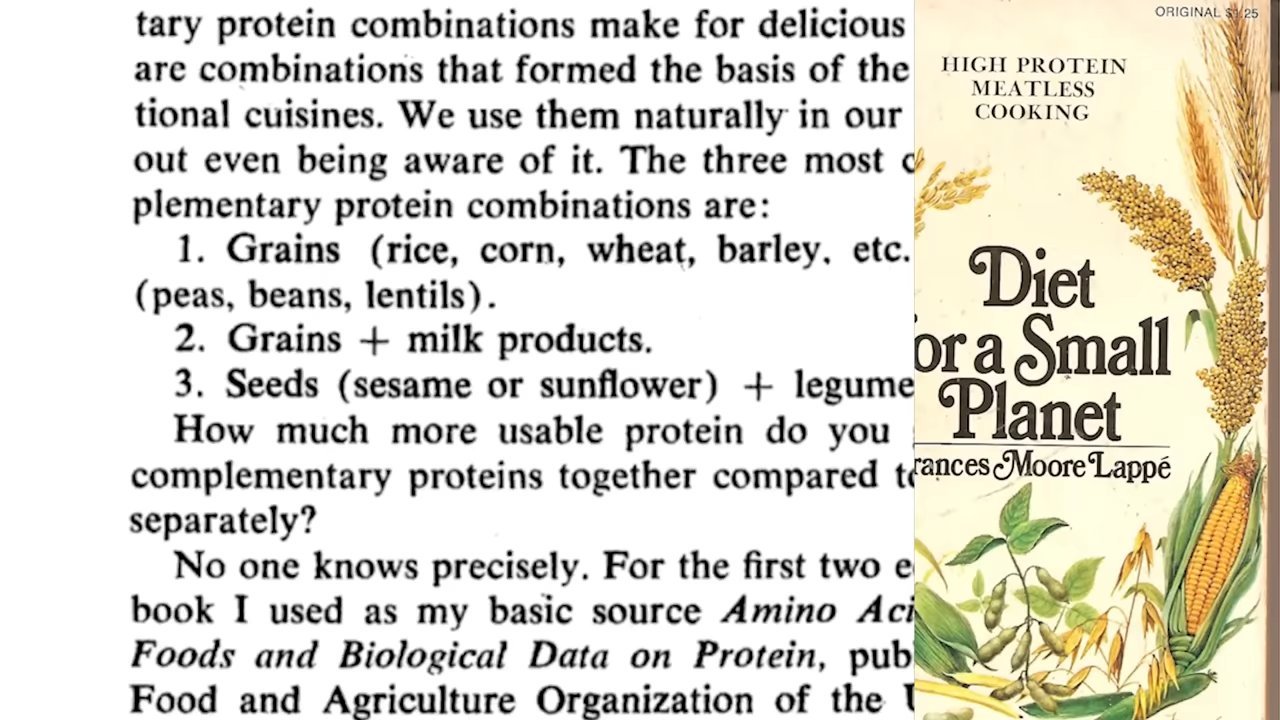 tary protein combinations make for delicious
are combinations that formed the basis of the
tional cuisines. We use them naturally in our
out even being aware of it. The three most
plementary protein combinations are:
1. Grains (rice, corn, wheat, barley, etc.
(peas, beans, lentils).
2. Grains + milk products.
3. Seeds (sesame or sunflower) + legume
How much more usable protein do you
complementary proteins together compared
separately?
No one knows precisely. For the first two
book I used as my basic source Amino Aci
Foods and Biological Data on Protein, pub
Food and Agriculture Organization of the
ORIGINAL $1.25
HIGH PROTEIN
MEATLESS
COOKING
Diet
or a Small
Planet
rances Moore Lappé